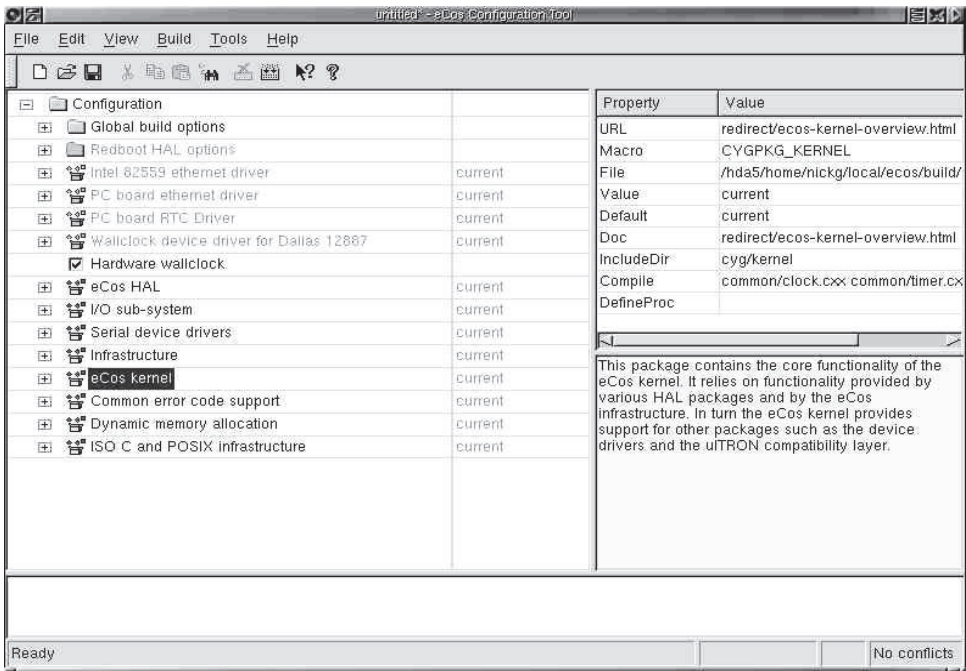 untitled* - eCos Configuration Tool
File Edit View Build Tools Help
Configuration
Global build options
Redboot HAL options
Intel 82559 ethernet driver current
PC board ethernet driver current
PC board RTC Driver current
Wallclock device driver for Dallas 12887 current
Hardware wallclock
eCos HAL current
I/O sub-system current
Serial device drivers current
Infrastructure current
eCos kernel current
Common error code support current
Dynamic memory allocation current
ISO C and POSIX infrastructure current
Property Value
URL redirect/ecos-kernel-overview.html
Macro CYGPKG_KERNEL
File /hda5/home/nickg/local/ecos/build/
Value current
Default current
Doc redirect/ecos-kernel-overview.html
IncludeDir cyg/kernel
Compile common/clock.cxx common/timer.cx
DefineProc
This package contains the core functionality of the
eCos kernel. It relies on functionality provided by
various HAL packages and by the eCos
infrastructure. In turn the eCos kernel provides
support for other packages such as the device
drivers and the uITRON compatibility layer.
Ready No conflicts